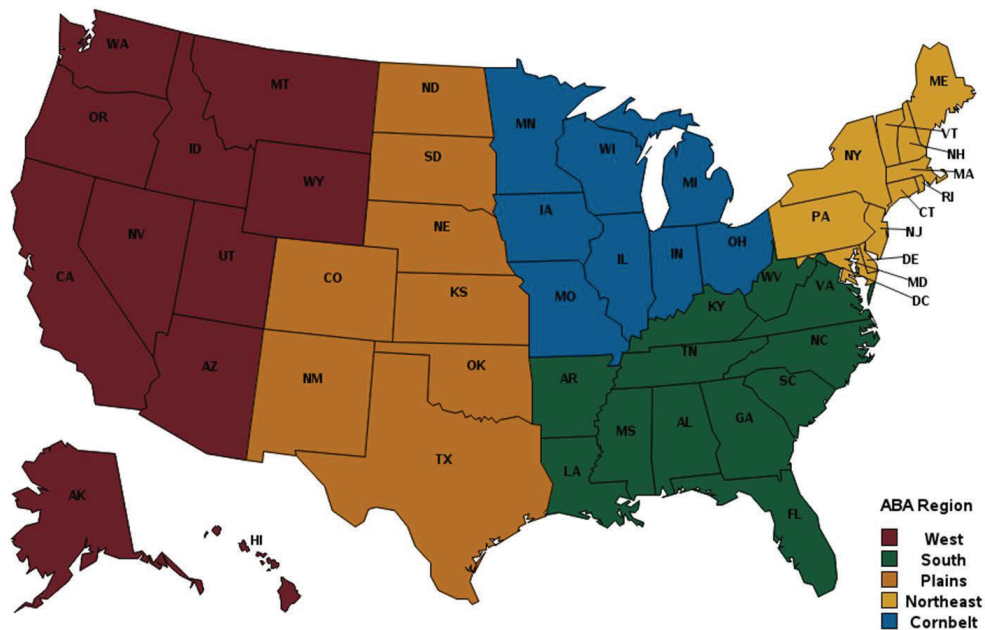 WA
MT
ND
MN
ME
OR
ID
SD
WI
MI
NY
VT
NH
MA
RI
CT
WY
NE
IA
PA
NJ
NV
UT
CO
KS
MO
IL
IN
OH
DE
MD
DC
CA
WV
VA
KY
AZ
NM
OK
AR
TN
NC
SC
MS
AL
GA
TX
LA
FL
AK
HI
ABA Region
West
South
Plains
Northeast
Cornbelt